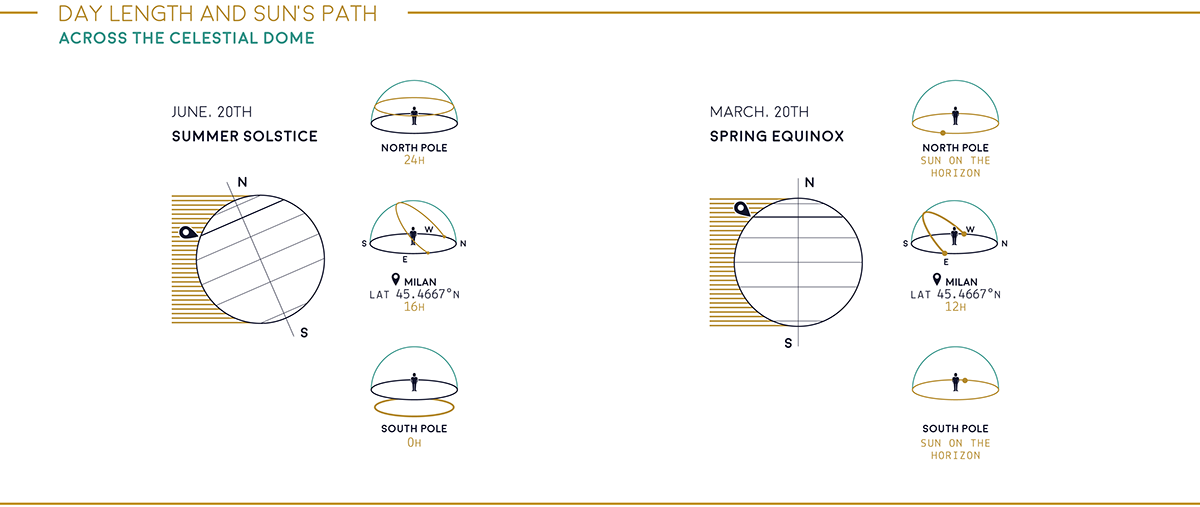 DAY LENGTH AND SUN'S PATH
ACROSS THE CELESTIAL DOME
JUNE. 20TH
SUMMER SOLSTICE
N
S
NORTH POLE
24H
S
W
N
E
MILAN
LAT 45.4667°N
16H
SOUTH POLE
0H
MARCH. 20TH
SPRING EQUINOX
N
S
NORTH POLE
SUN ON THE
HORIZON
S
W
N
E
MILAN
LAT 45.4667°N
12H
SOUTH POLE
SUN ON THE
HORIZON